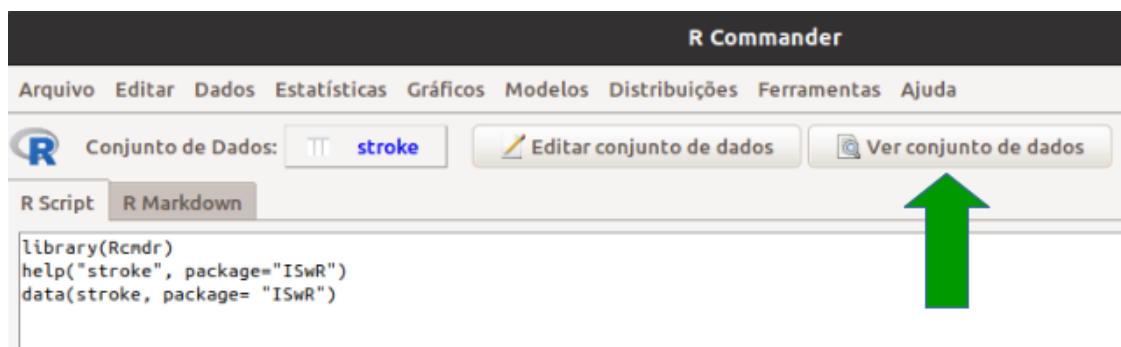 R Commander
Arquivo Editar Dados Estatísticas Gráficos Modelos Distribuições Ferramentas Ajuda
R Conjunto de Dados: stroke Editar conjunto de dados Ver conjunto de dados
R Script R Markdown
library(Rcmdr)
help("stroke", package="ISwR")
data(stroke, package= "ISwR")